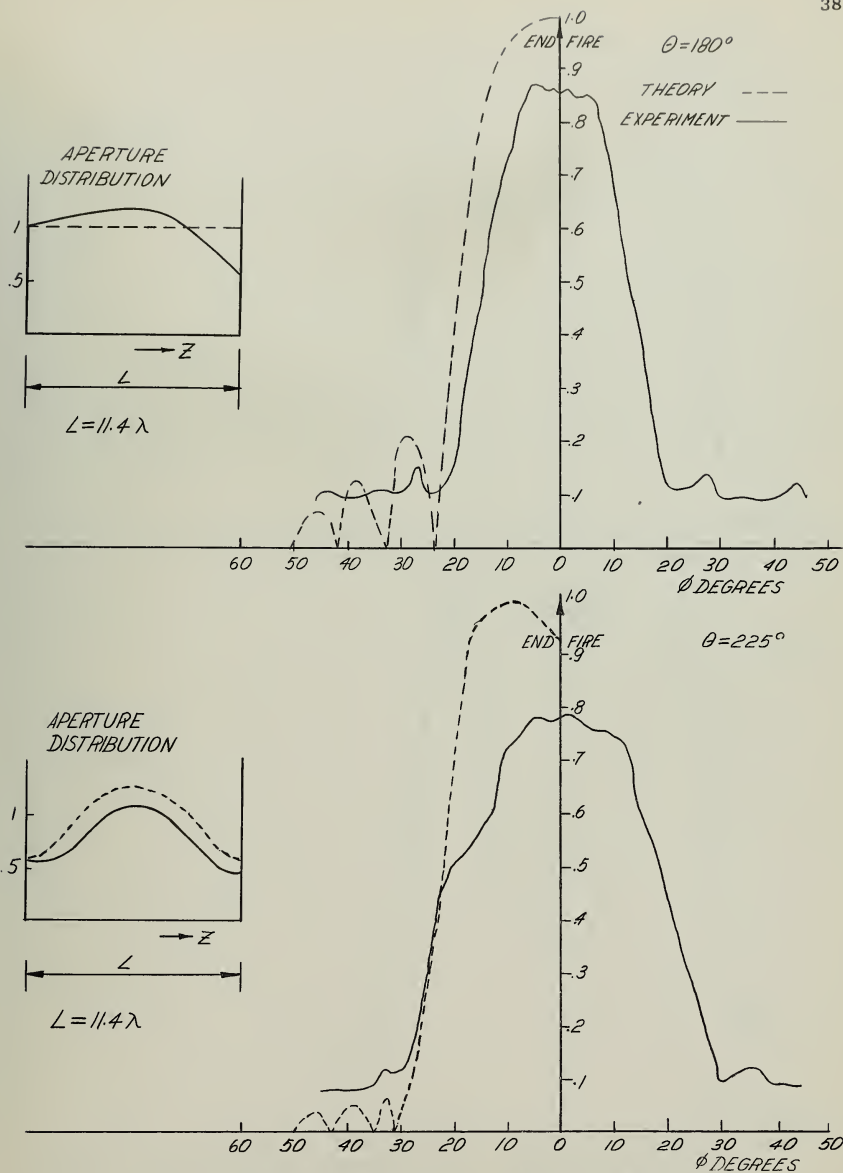 38
1.0
END FIRE
θ=180°
.9
THEORY
EXPERIMENT
.8
.7
.6
.5
.4
.3
.2
.1
APERTURE
DISTRIBUTION
1
.5
Z
L
L=11.4λ
60 50 40 30 20 10 0 10 20 30 40 50
φ DEGREES
1.0
END FIRE
θ=225°
.9
.8
.7
.6
.5
.4
.3
.2
.1
APERTURE
DISTRIBUTION
1
.5
Z
L
L=11.4λ
60 50 40 30 20 10 0 10 20 30 40 50
φ DEGREES